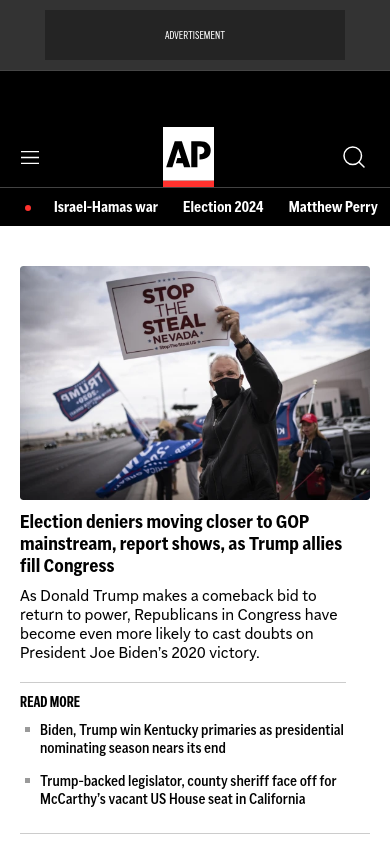 ADVERTISEMENT
AP
Israel-Hamas war Election 2024 Matthew Perry
STOP
THE
STEAL
NEVADA
TRUMP
2020
Election deniers moving closer to GOP
mainstream, report shows, as Trump allies
fill Congress
As Donald Trump makes a comeback bid to
return to power, Republicans in Congress have
become even more likely to cast doubts on
President Joe Biden’s 2020 victory.
READ MORE
Biden, Trump win Kentucky primaries as presidential
nominating season nears its end
Trump-backed legislator, county sheriff face off for
McCarthy’s vacant US House seat in California